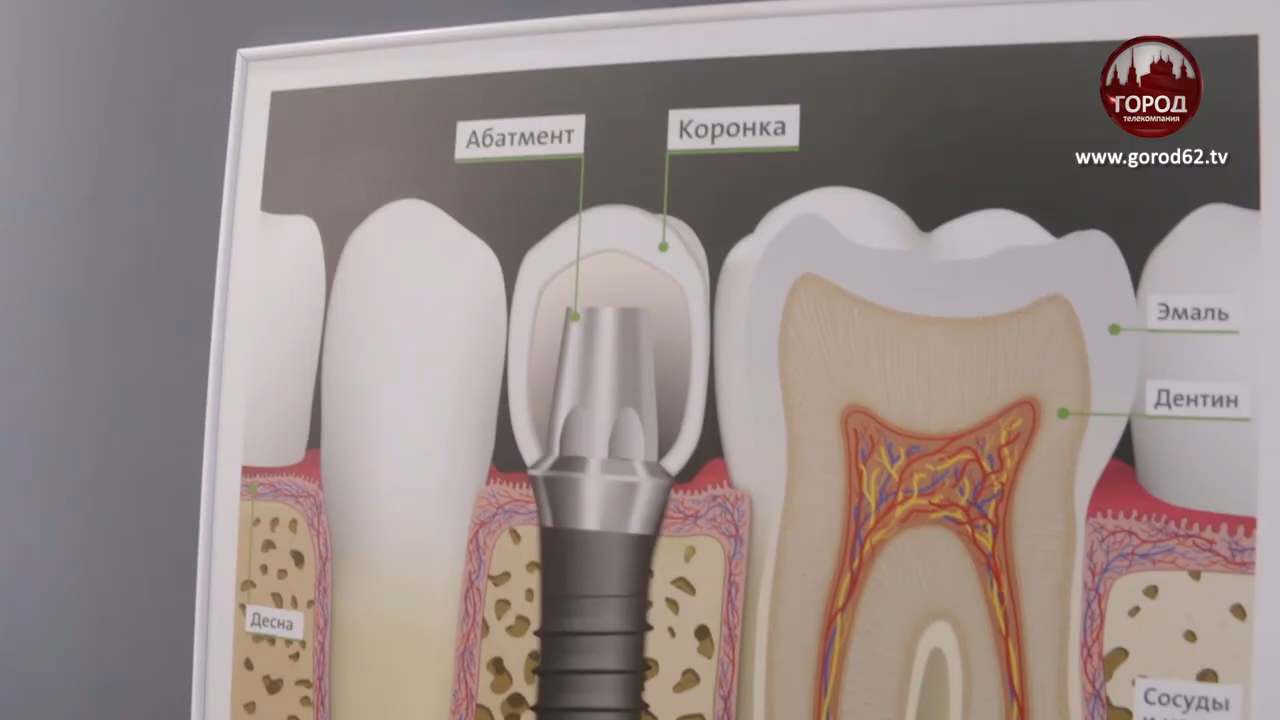 ГОРОД
телекомпания
www.gorod62.tv
Абатмент
Коронка
Эмаль
Дентин
Десна
Сосуды